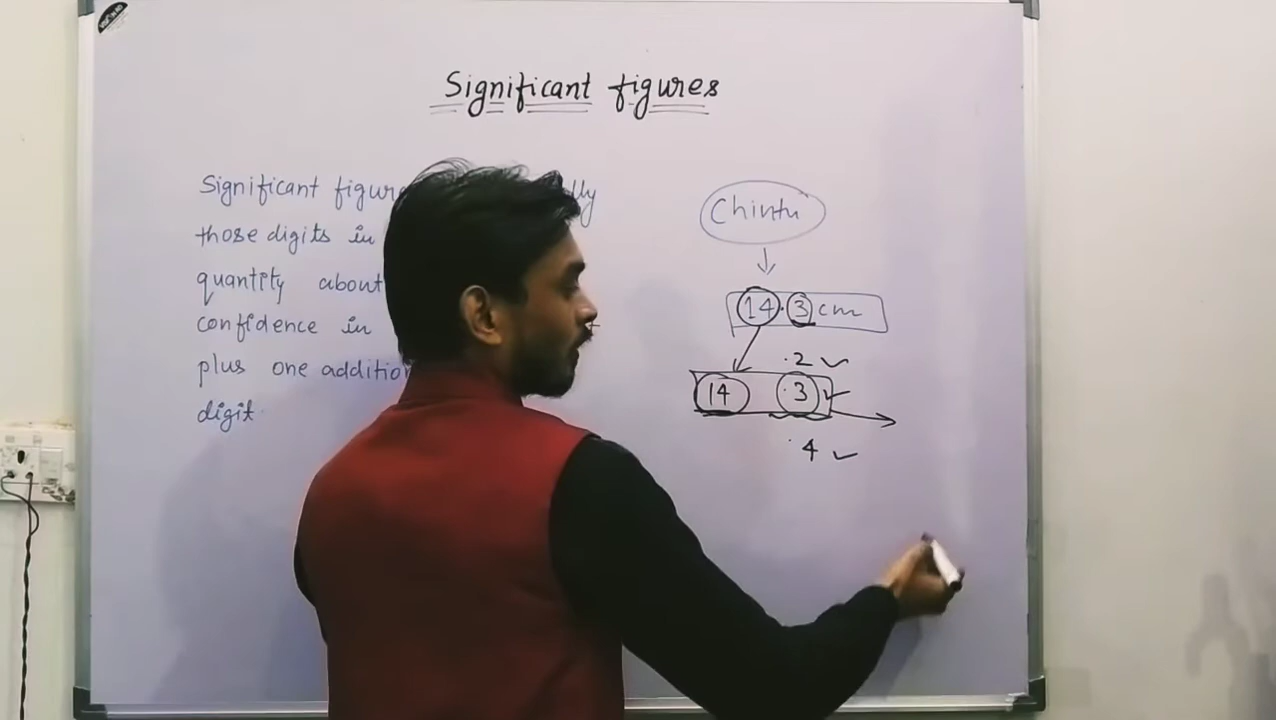 Significant figures
Significant figure lly
those digits in
quantity about
confidence in
plus one additio
digit
Chintu
14.3 cm
.2
14 .3
.4